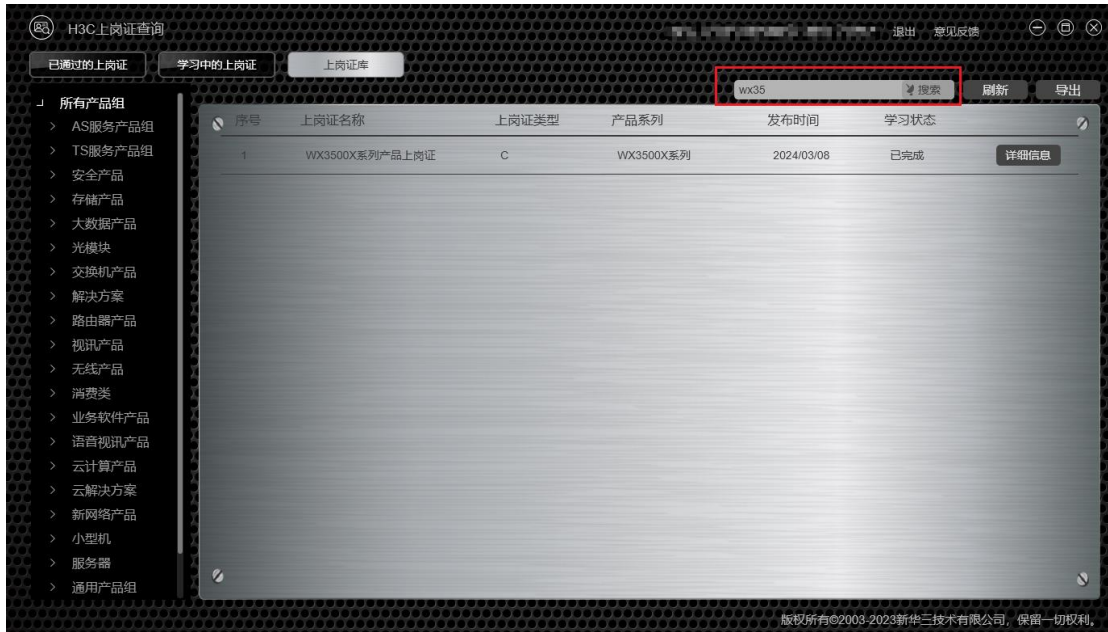 H3C上岗证查询
退出 意见反馈
已通过的上岗证 学习中的上岗证 上岗证库
wx35 搜索 刷新 导出
所有产品组
AS服务产品组
TS服务产品组
安全产品
存储产品
大数据产品
光模块
交换机产品
解决方案
路由器产品
视讯产品
无线产品
消费类
业务软件产品
语音视讯产品
云计算产品
云解决方案
新网络产品
小型机
服务器
通用产品组
序号 上岗证名称 上岗证类型 产品系列 发布时间 学习状态
1 WX3500X系列产品上岗证 C WX3500X系列 2024/03/08 已完成 详细信息
版权所有©2003-2023新华三技术有限公司，保留一切权利。